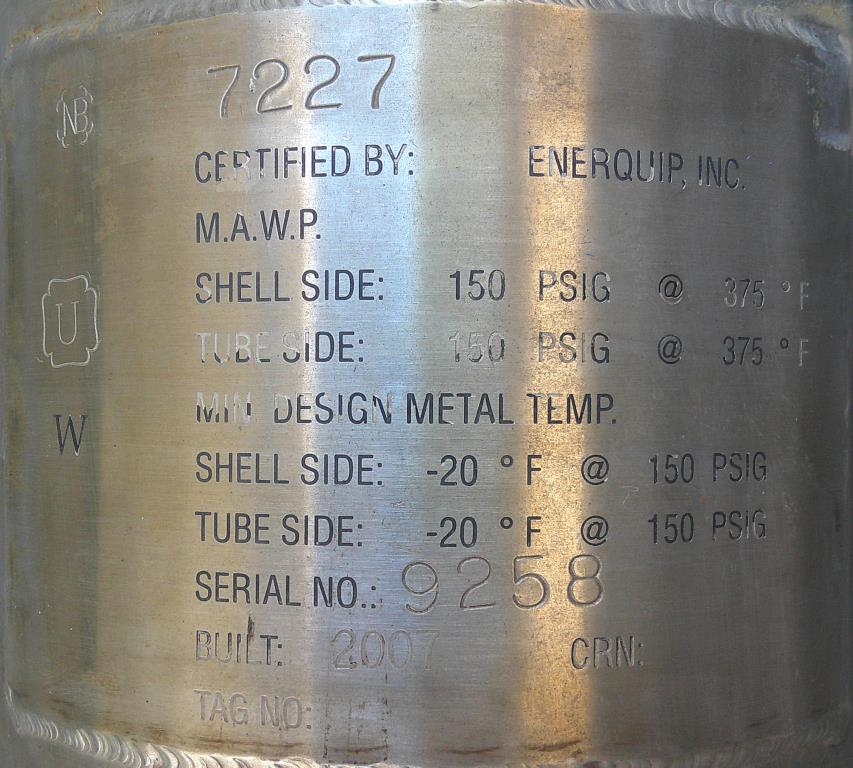 NB 7227
CERTIFIED BY: ENERQUIP, INC.
M.A.W.P.
SHELL SIDE: 150 PSIG @ 375 °F
U
TUBE SIDE: 150 PSIG @ 375 °F
MIN. DESIGN METAL TEMP.
W
SHELL SIDE: -20 °F @ 150 PSIG
TUBE SIDE: -20 °F @ 150 PSIG
SERIAL NO.: 9258
BUILT: 2007 CRN:
TAG NO: